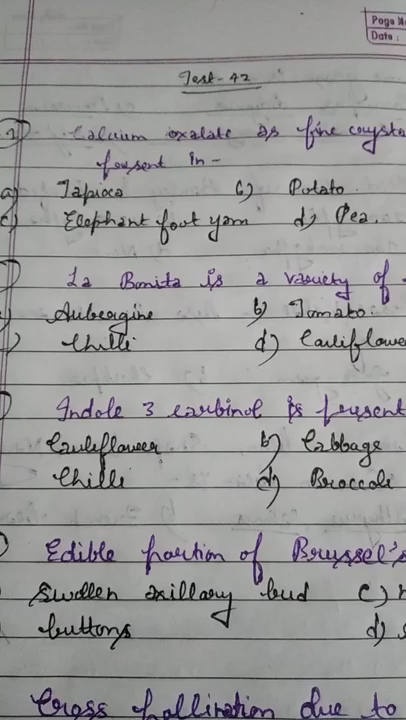 Page No
Date :
Test - 42
1) Calcium oxalate as fine crysta
present in -
a) Tapioca c) Potato.
c) Elephant foot yam d) Pea.
La Bonita is a variety of
Aubergine b) Tomato.
Chilli d) Cauliflowe
Indole 3 carbinol is present
Cauliflower b) Cabbage
Chilli d) Broccoli
Edible portion of Brussel's
Swollen axillary bud c)
buttons d)
Cross pollination due to